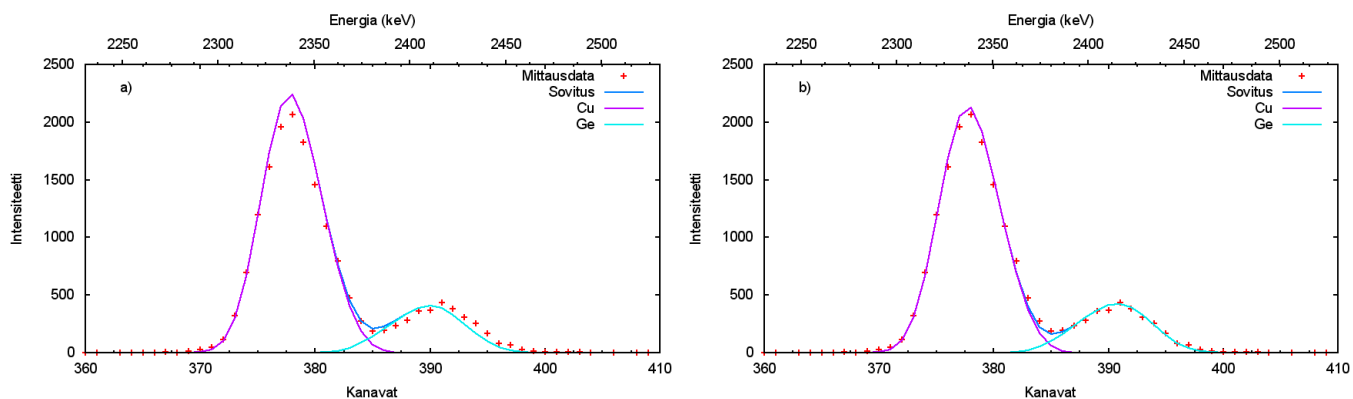 Energia (keV)
2250 2300 2350 2400 2450 2500
2500
2000
1500
1000
500
0
Intensiteetti
a)
Mittausdata
Sovitus
Cu
Ge
360 370 380 390 400 410
Kanavat
Energia (keV)
2250 2300 2350 2400 2450 2500
2500
2000
1500
1000
500
0
Intensiteetti
b)
Mittausdata
Sovitus
Cu
Ge
360 370 380 390 400 410
Kanavat